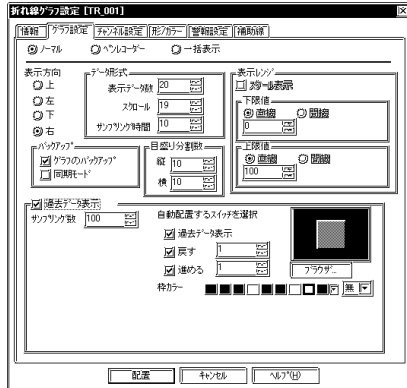 折れ線グラフ設定 [TR_001]
情報 グラフ設定 チャンネル設定 形/カラー 警報設定 補助線
ノーマル ペンレコーダー 一括表示
表示方向
上
左
下
右
データ形式
表示データ数 20
スクロール 19
サンプリング時間 10
表示レンジ
スケール表示
下限値
直接 間接
0
上限値
直接 間接
100
バックアップ
グラフのバックアップ
同期モード
目盛り分割数
縦 10
横 10
過去データ表示
サンプリング数 100
自動配置するスイッチを選択
過去データ表示
戻す 1
進める 1
ブラウザ...
枠カラー 無
配置 キャンセル ヘルプ(H)